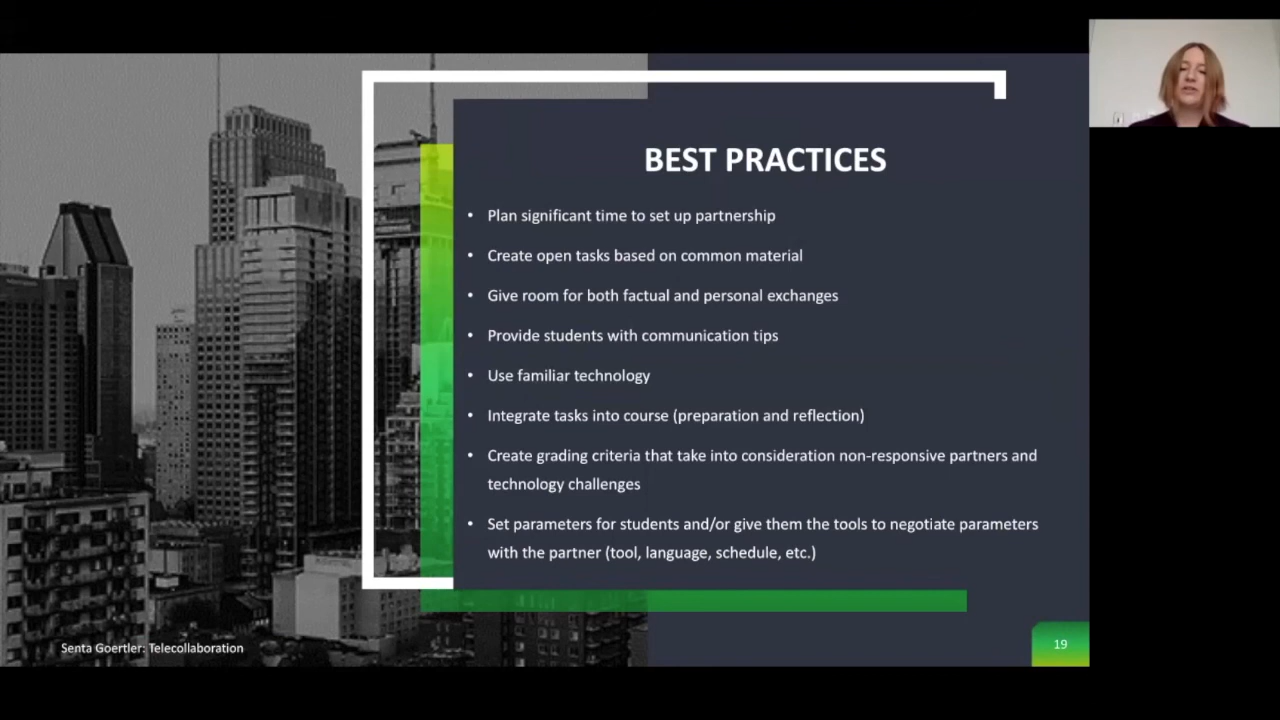 BEST PRACTICES
• Plan significant time to set up partnership
• Create open tasks based on common material
• Give room for both factual and personal exchanges
• Provide students with communication tips
• Use familiar technology
• Integrate tasks into course (preparation and reflection)
• Create grading criteria that take into consideration non-responsive partners and
technology challenges
• Set parameters for students and/or give them the tools to negotiate parameters
with the partner (tool, language, schedule, etc.)
Senta Goertler: Telecollaboration
19